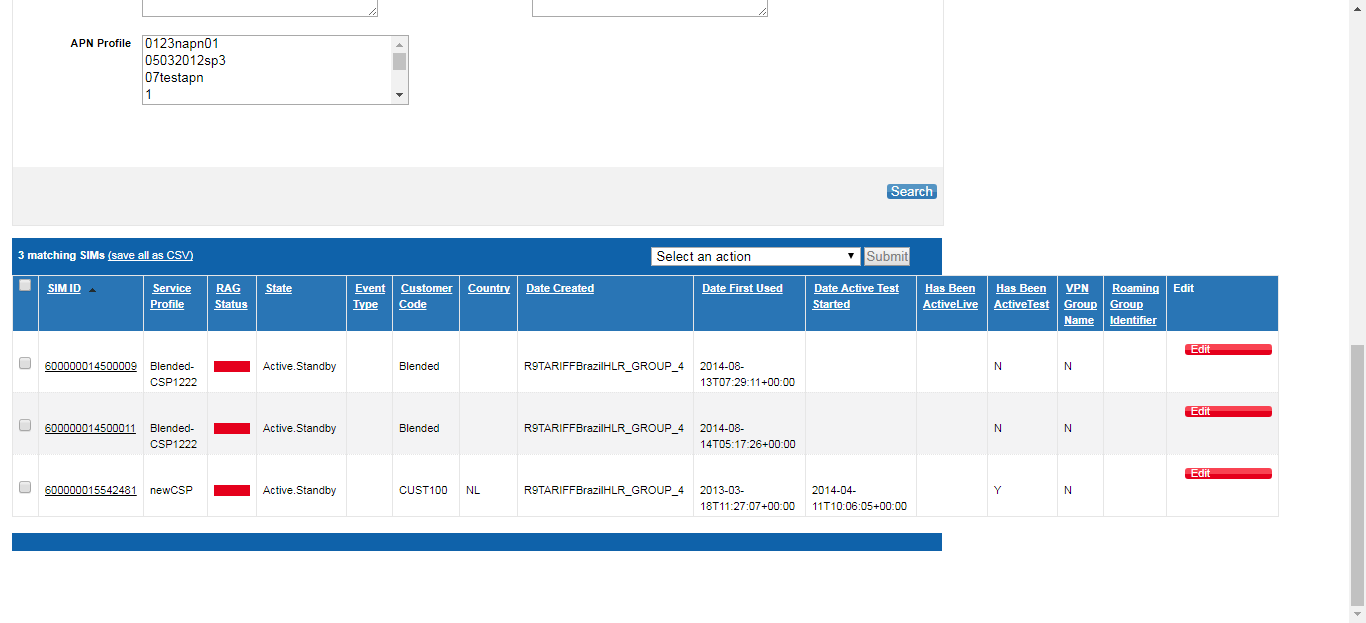 APN Profile
0123napn01
05032012sp3
07testapn
1
Search
3 matching SIMs (save all as CSV)
Select an action
Submit
SIM ID
Service Profile
RAG Status
State
Event Type
Customer Code
Country
Date Created
Date First Used
Date Active Test Started
Has Been ActiveLive
Has Been ActiveTest
VPN Group Name
Roaming Group Identifier
Edit
Edit
600000014500009 Blended- Active.Standby Blended R9TARIFFBrazilHLR_GROUP_4 2014-08- N N
CSP1222 13T07:29:11+00:00
Edit
600000014500011 Blended- Active.Standby Blended R9TARIFFBrazilHLR_GROUP_4 2014-08- N N
CSP1222 14T05:17:26+00:00
Edit
600000015542481 newCSP Active.Standby CUST100 NL R9TARIFFBrazilHLR_GROUP_4 2013-03- 2014-04- Y N
18T11:27:07+00:00 11T10:06:05+00:00